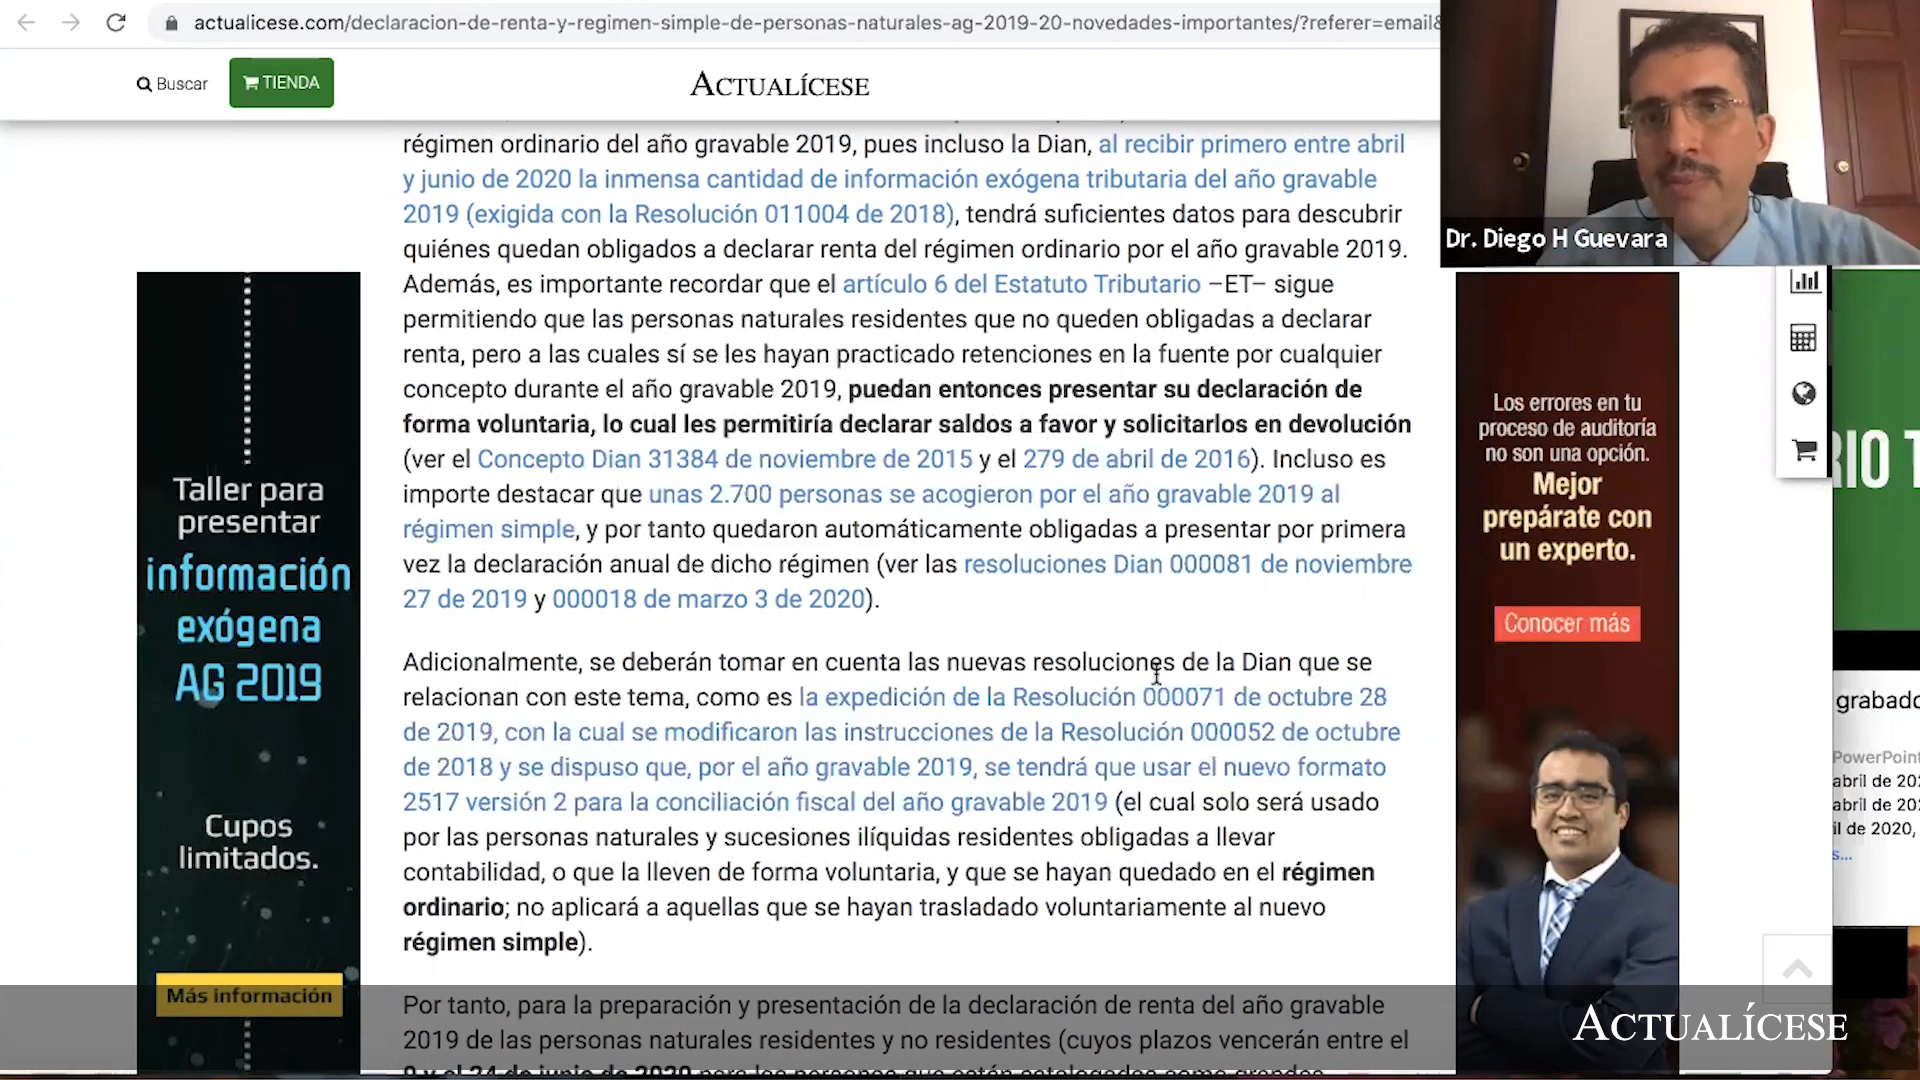 actualicese.com/declaracion-de-renta-y-regimen-simple-de-personas-naturales-ag-2019-20-novedades-importantes/?referer=email&
Buscar
TIENDA
ACTUALÍCESE
régimen ordinario del año gravable 2019, pues incluso la Dian, al recibir primero entre abril
y junio de 2020 la inmensa cantidad de información exógena tributaria del año gravable
2019 (exigida con la Resolución 011004 de 2018), tendrá suficientes datos para descubrir
quiénes quedan obligados a declarar renta del régimen ordinario por el año gravable 2019.
Además, es importante recordar que el artículo 6 del Estatuto Tributario –ET– sigue
permitiendo que las personas naturales residentes que no queden obligadas a declarar
renta, pero a las cuales sí se les hayan practicado retenciones en la fuente por cualquier
concepto durante el año gravable 2019, puedan entonces presentar su declaración de
forma voluntaria, lo cual les permitiría declarar saldos a favor y solicitarlos en devolución
(ver el Concepto Dian 31384 de noviembre de 2015 y el 279 de abril de 2016). Incluso es
importe destacar que unas 2.700 personas se acogieron por el año gravable 2019 al
régimen simple, y por tanto quedaron automáticamente obligadas a presentar por primera
vez la declaración anual de dicho régimen (ver las resoluciones Dian 000081 de noviembre
27 de 2019 y 000018 de marzo 3 de 2020).
Adicionalmente, se deberán tomar en cuenta las nuevas resoluciones de la Dian que se
relacionan con este tema, como es la expedición de la Resolución 000071 de octubre 28
de 2019, con la cual se modificaron las instrucciones de la Resolución 000052 de octubre
de 2018 y se dispuso que, por el año gravable 2019, se tendrá que usar el nuevo formato
2517 versión 2 para la conciliación fiscal del año gravable 2019 (el cual solo será usado
por las personas naturales y sucesiones ilíquidas residentes obligadas a llevar
contabilidad, o que la lleven de forma voluntaria, y que se hayan quedado en el régimen
ordinario; no aplicará a aquellas que se hayan trasladado voluntariamente al nuevo
régimen simple).
Por tanto, para la preparación y presentación de la declaración de renta del año gravable
2019 de las personas naturales residentes y no residentes (cuyos plazos vencerán entre el
Taller para
presentar
información
exógena
AG 2019
Cupos
limitados.
Más información
Dr. Diego H Guevara
Los errores en tu
proceso de auditoría
no son una opción.
Mejor
prepárate con
un experto.
Conocer más
RIO T
grabado
PowerPoint
abril de 202
abril de 202
il de 2020,
s...
ACTUALÍCESE